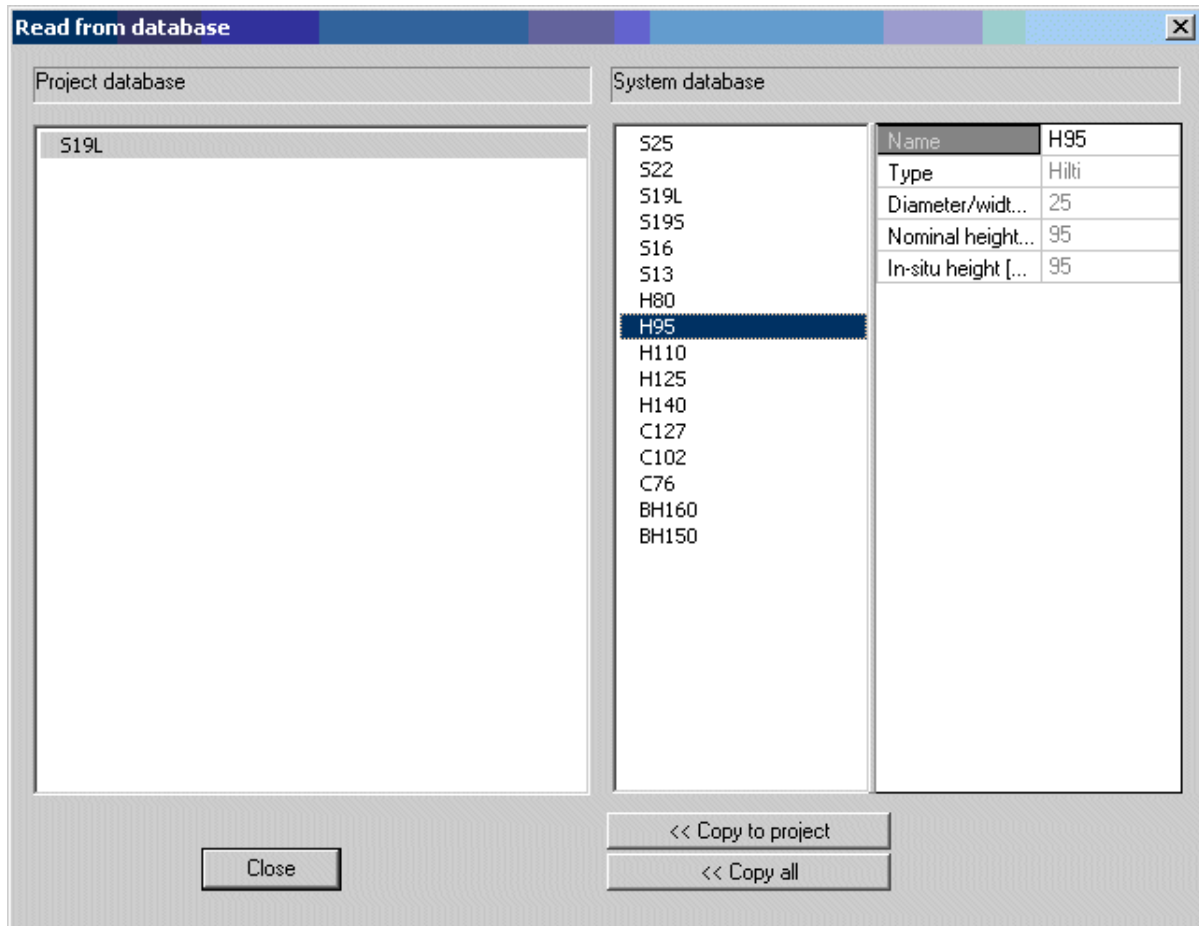 Read from database
Project database
System database
S19L
S25
S22
S19L
S19S
S16
S13
H80
H95
H110
H125
H140
C127
C102
C76
BH160
BH150
Name H95
Type Hilti
Diameter/widt... 25
Nominal height... 95
In-situ height [... 95
<< Copy to project
<< Copy all
Close